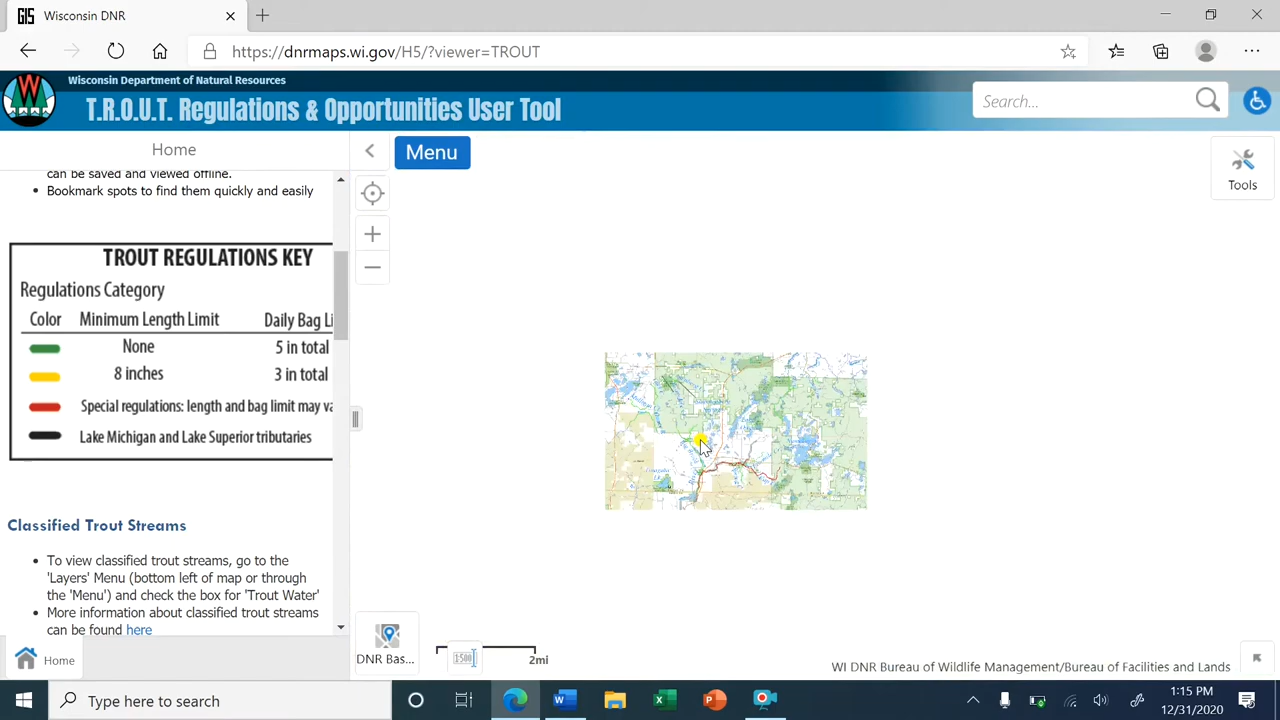 GIS Wisconsin DNR
https://dnrmaps.wi.gov/H5/?viewer=TROUT
Wisconsin Department of Natural Resources
T.R.O.U.T. Regulations & Opportunities User Tool
Search...
Home
Menu
Tools
can be saved and viewed offline.
Bookmark spots to find them quickly and easily
TROUT REGULATIONS KEY
Regulations Category
Color Minimum Length Limit Daily Bag Li
None 5 in total
8 inches 3 in total
Special regulations: length and bag limit may va
Lake Michigan and Lake Superior tributaries
Classified Trout Streams
To view classified trout streams, go to the
'Layers' Menu (bottom left of map or through
the 'Menu') and check the box for 'Trout Water'
More information about classified trout streams
can be found here
Home
DNR Bas...
2mi
WI DNR Bureau of Wildlife Management/Bureau of Facilities and Lands
Type here to search
1:15 PM
12/31/2020